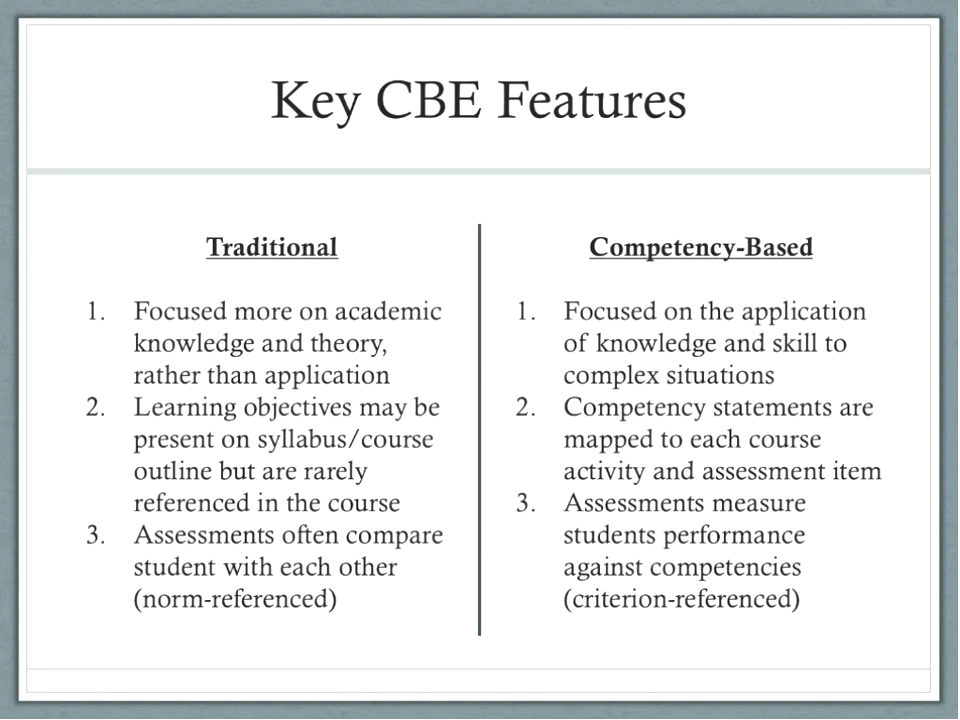 Key CBE Features
Traditional
1. Focused more on academic
knowledge and theory,
rather than application
2. Learning objectives may be
present on syllabus/course
outline but are rarely
referenced in the course
3. Assessments often compare
student with each other
(norm-referenced)
Competency-Based
1. Focused on the application
of knowledge and skill to
complex situations
2. Competency statements are
mapped to each course
activity and assessment item
3. Assessments measure
students performance
against competencies
(criterion-referenced)